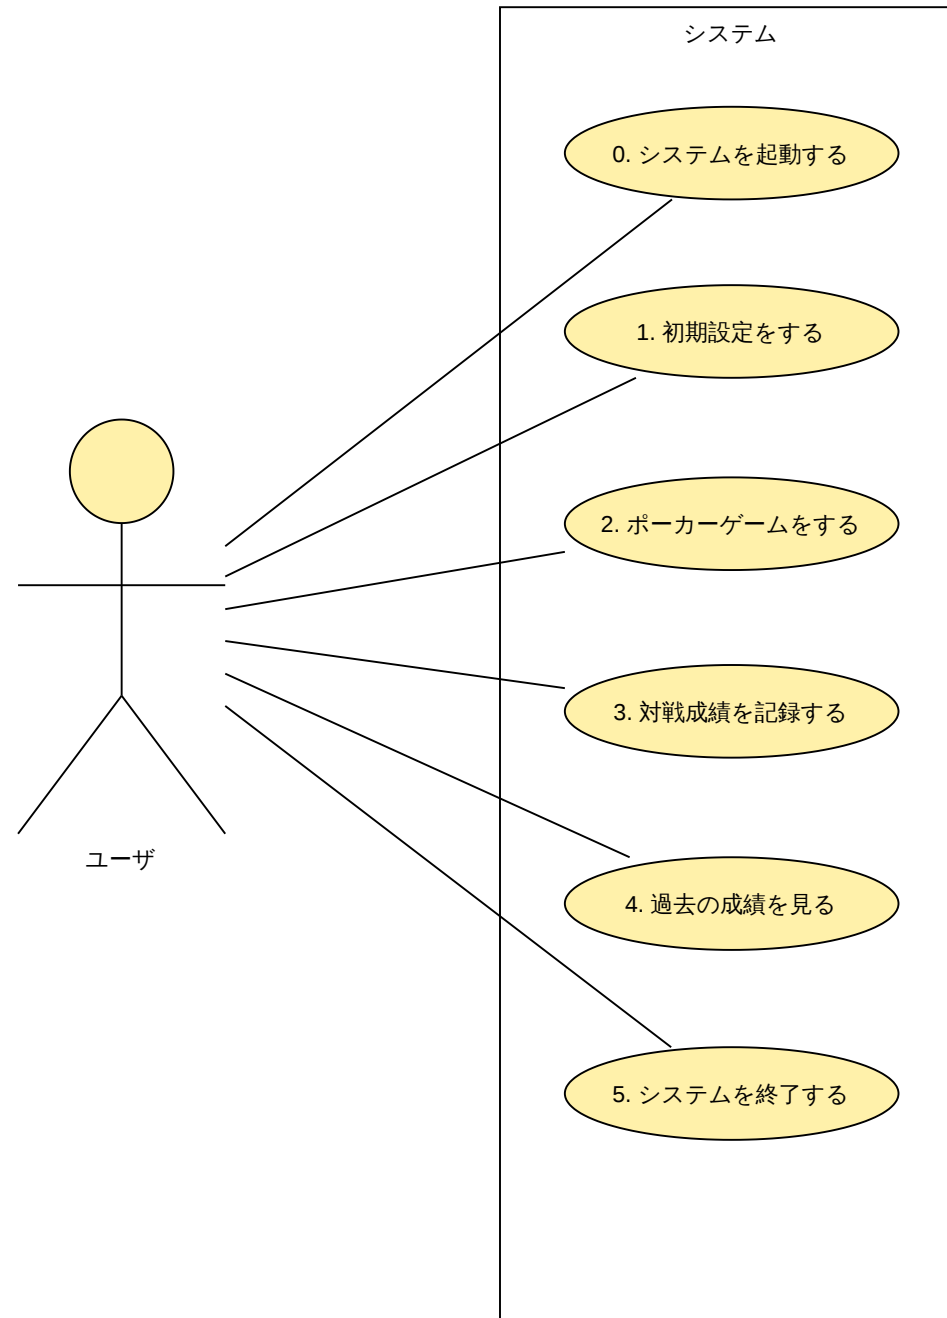 システム
0. システムを起動する
1. 初期設定をする
2. ポーカーゲームをする
3. 対戦成績を記録する
ユーザ
4. 過去の成績を見る
5. システムを終了する